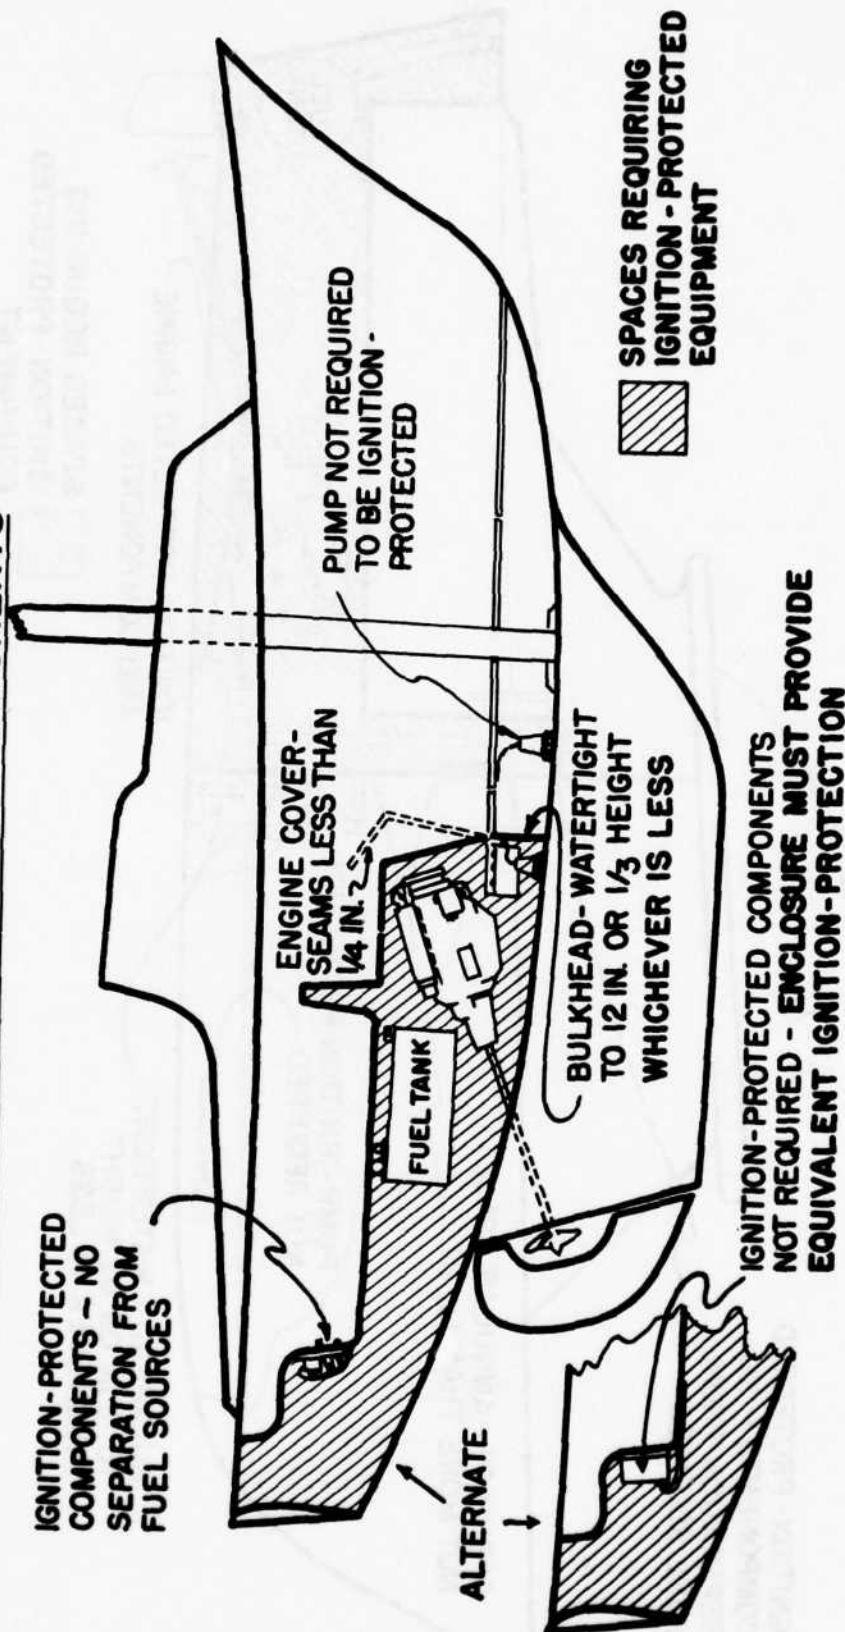 IGNITION-PROTECTED
COMPONENTS - NO
SEPARATION FROM
FUEL SOURCES
ENGINE COVER-
SEAMS LESS THAN
1/4 IN.
PUMP NOT REQUIRED
TO BE IGNITION-
PROTECTED
FUEL TANK
BULKHEAD-WATERTIGHT
TO 12 IN. OR 1/3 HEIGHT
WHICHEVER IS LESS
ALTERNATE
IGNITION-PROTECTED COMPONENTS
NOT REQUIRED - ENCLOSURE MUST PROVIDE
EQUIVALENT IGNITION-PROTECTION
SPACES REQUIRING
IGNITION-PROTECTED
EQUIPMENT